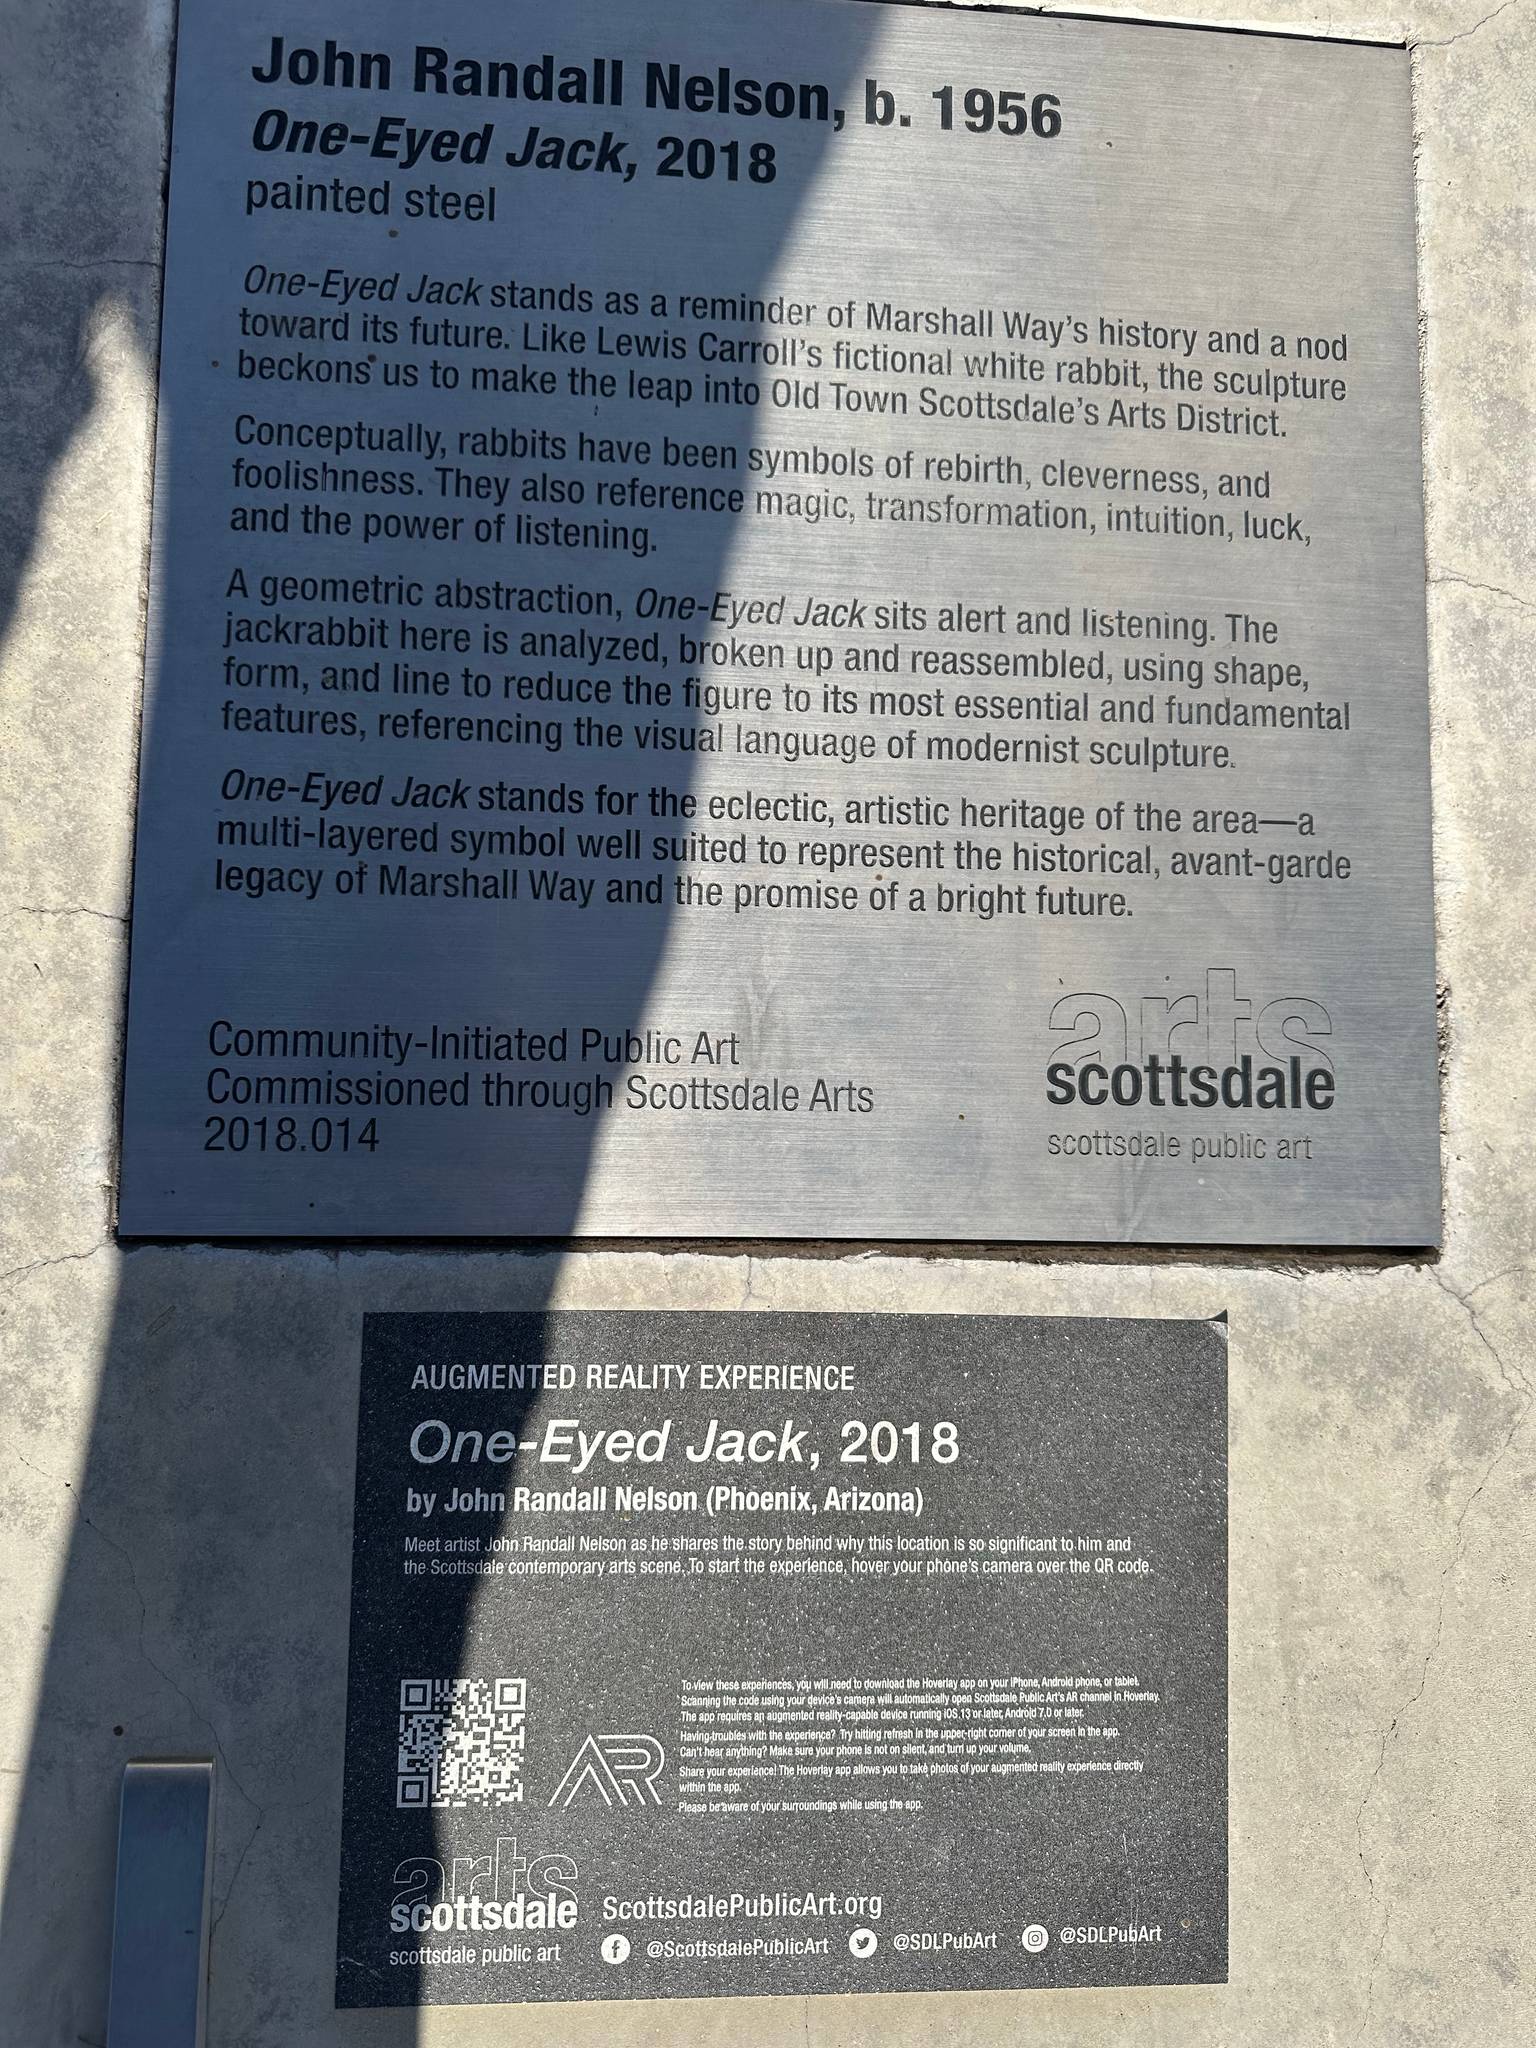 John Randall Nelson, b. 1956
One-Eyed Jack, 2018
painted steel
One-Eyed Jack stands as a reminder of Marshall Way's history and a nod
toward its future. Like Lewis Carroll's fictional white rabbit, the sculpture
beckons us to make the leap into Old Town Scottsdale's Arts District.
Conceptually, rabbits have been symbols of rebirth, cleverness, and
foolishness. They also reference magic, transformation, intuition, luck,
and the power of listening.
A geometric abstraction, One-Eyed Jack sits alert and listening. The
jackrabbit here is analyzed, broken up and reassembled, using shape,
form, and line to reduce the figure to its most essential and fundamental
features, referencing the visual language of modernist sculpture.
One-Eyed Jack stands for the eclectic, artistic heritage of the area—a
multi-layered symbol well suited to represent the historical, avant-garde
legacy of Marshall Way and the promise of a bright future.
Community-Initiated Public Art
Commissioned through Scottsdale Arts
2018.014
arts
scottsdale
scottsdale public art
AUGMENTED REALITY EXPERIENCE
One-Eyed Jack, 2018
by John Randall Nelson (Phoenix, Arizona)
Meet artist John Randall Nelson as he shares the story behind why this location is so significant to him and
the Scottsdale contemporary arts scene. To start the experience, hover your phone's camera over the QR code.
To view these experiences, you will need to download the Hoverlay app on your iPhone, Android phone, or tablet.
Scanning the code using your device's camera will automatically open Scottsdale Public Art's AR channel in Hoverlay.
The app requires an augmented reality-capable device running iOS 13 or later, Android 7.0 or later.
Having troubles with the experience? Try hitting refresh in the upper-right corner of your screen in the app.
Can't hear anything? Make sure your phone is not on silent, and turn up your volume.
Share your experience! The Hoverlay app allows you to take photos of your augmented reality experience directly
within the app.
Please be aware of your surroundings while using the app.
AR
arts
scottsdale
scottsdale public art
ScottsdalePublicArt.org
@ScottsdalePublicArt @SDLPubArt @SDLPubArt